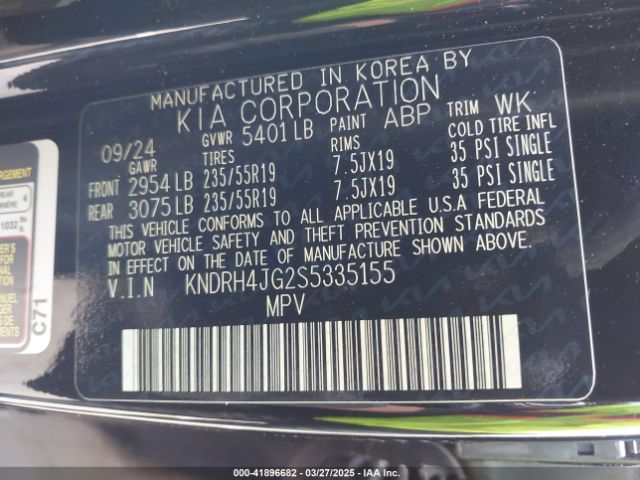 MANUFACTURED IN KOREA BY
KIA CORPORATION
09/24 GVWR 5401 LB PAINT ABP TRIM WK
GAWR TIRES RIMS COLD TIRE INFL
FRONT 2954 LB 235/55R19 7.5JX19 35 PSI SINGLE
REAR 3075 LB 235/55R19 7.5JX19 35 PSI SINGLE
THIS VEHICLE CONFORMS TO ALL APPLICABLE U.S.A FEDERAL
MOTOR VEHICLE SAFETY AND THEFT PREVENTION STANDARDS
IN EFFECT ON THE DATE OF MANUFACTURE SHOWN ABOVE.
V.I.N KNDRH4JG2S5335155
MPV
C71
000-41896682 | 03/27/2025 | IAA Inc.